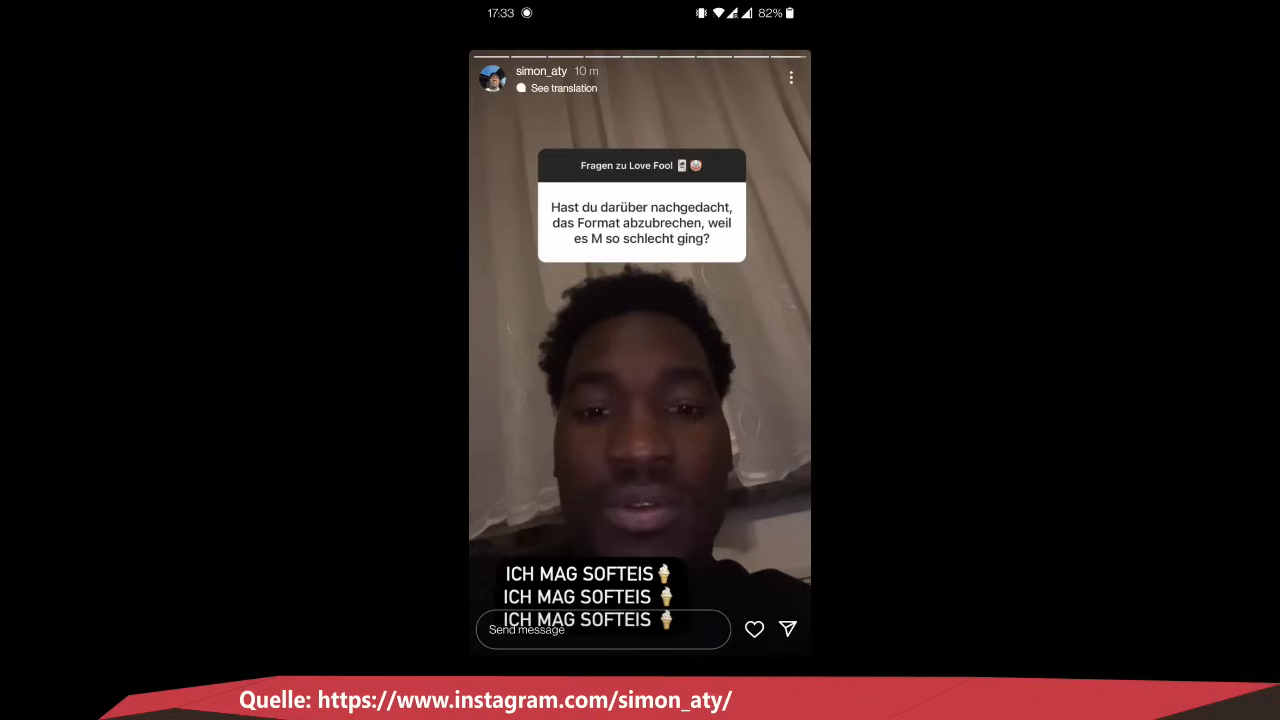 17:33
82%
simon_aty 10 m
See translation
Fragen zu Love Fool 🃏🤡
Hast du darüber nachgedacht,
das Format abzubrechen, weil
es M so schlecht ging?
ICH MAG SOFTEIS🍦
ICH MAG SOFTEIS 🍦
ICH MAG SOFTEIS 🍦
Send message
Quelle: https://www.instagram.com/simon_aty/